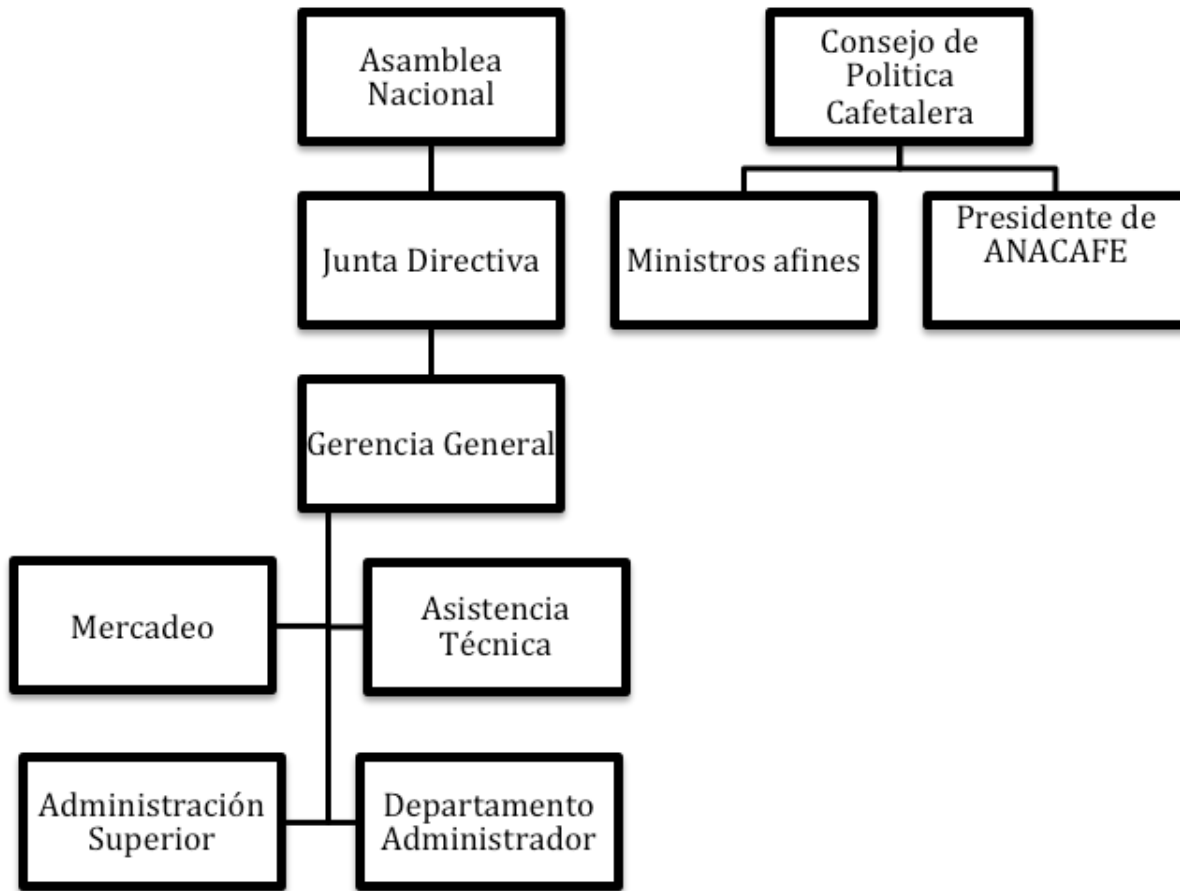 Asamblea
Nacional
Consejo de
Politica
Cafetalera
Junta Directiva
Ministros afines
Presidente de
ANACAFE
Gerencia General
Mercadeo
Asistencia
Técnica
Administración
Superior
Departamento
Administrador